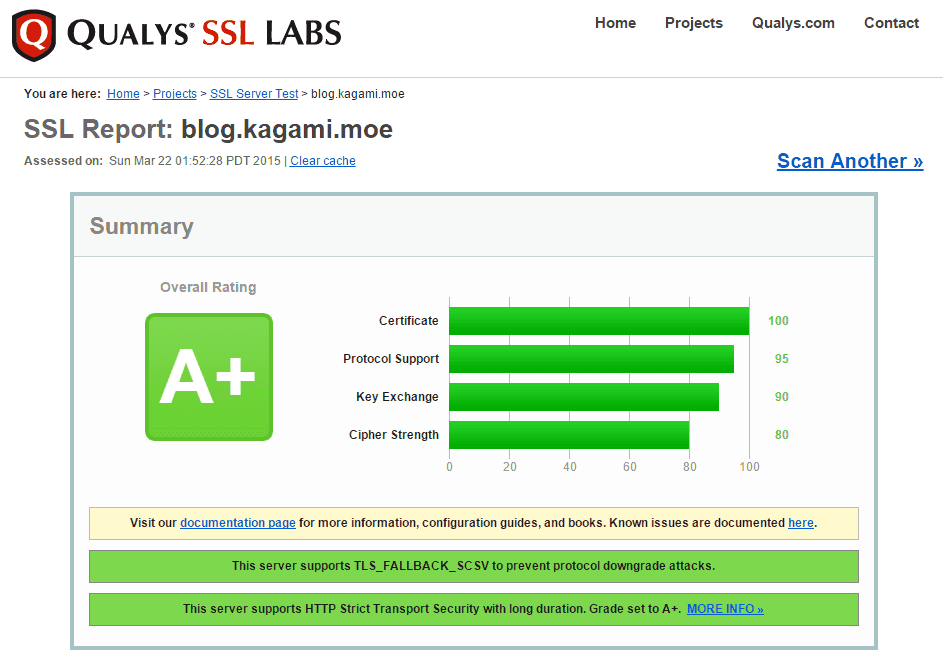 QUALYS® SSL LABS
Home Projects Qualys.com Contact
You are here: Home > Projects > SSL Server Test > blog.kagami.moe
SSL Report: blog.kagami.moe
Assessed on: Sun Mar 22 01:52:28 PDT 2015 | Clear cache
Scan Another »
Summary
Overall Rating
A+
Certificate 100
Protocol Support 95
Key Exchange 90
Cipher Strength 80
0 20 40 60 80 100
Visit our documentation page for more information, configuration guides, and books. Known issues are documented here.
This server supports TLS_FALLBACK_SCSV to prevent protocol downgrade attacks.
This server supports HTTP Strict Transport Security with long duration. Grade set to A+. MORE INFO »